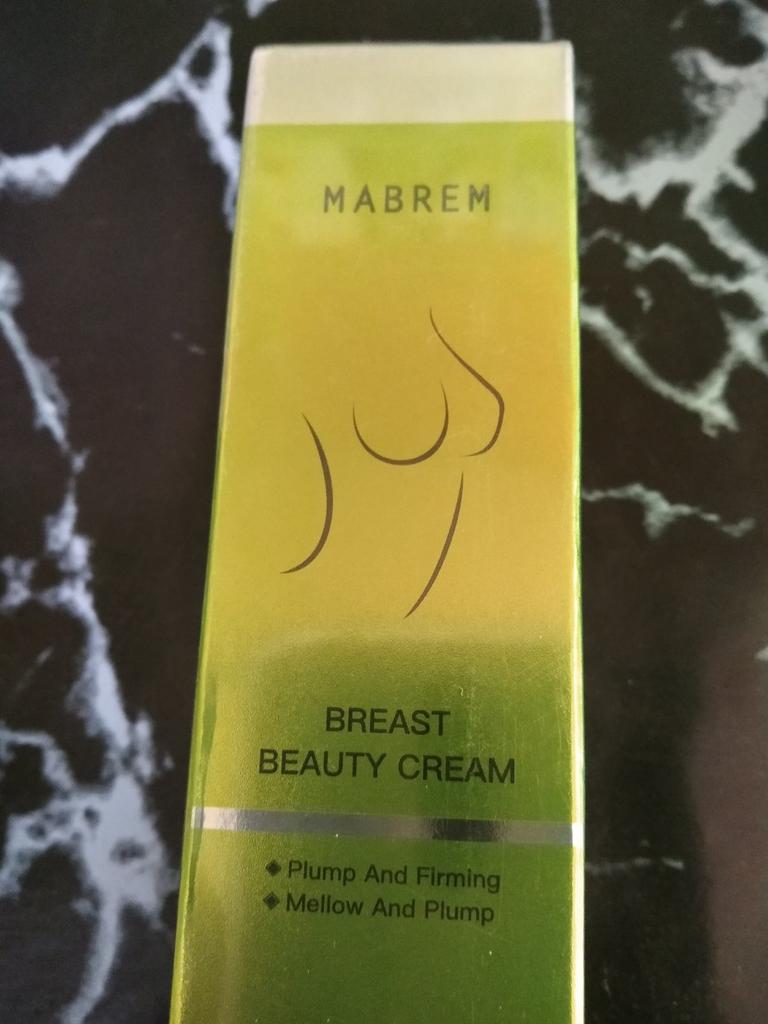 MABREM
BREAST
BEAUTY CREAM
Plump And Firming
Mellow And Plump